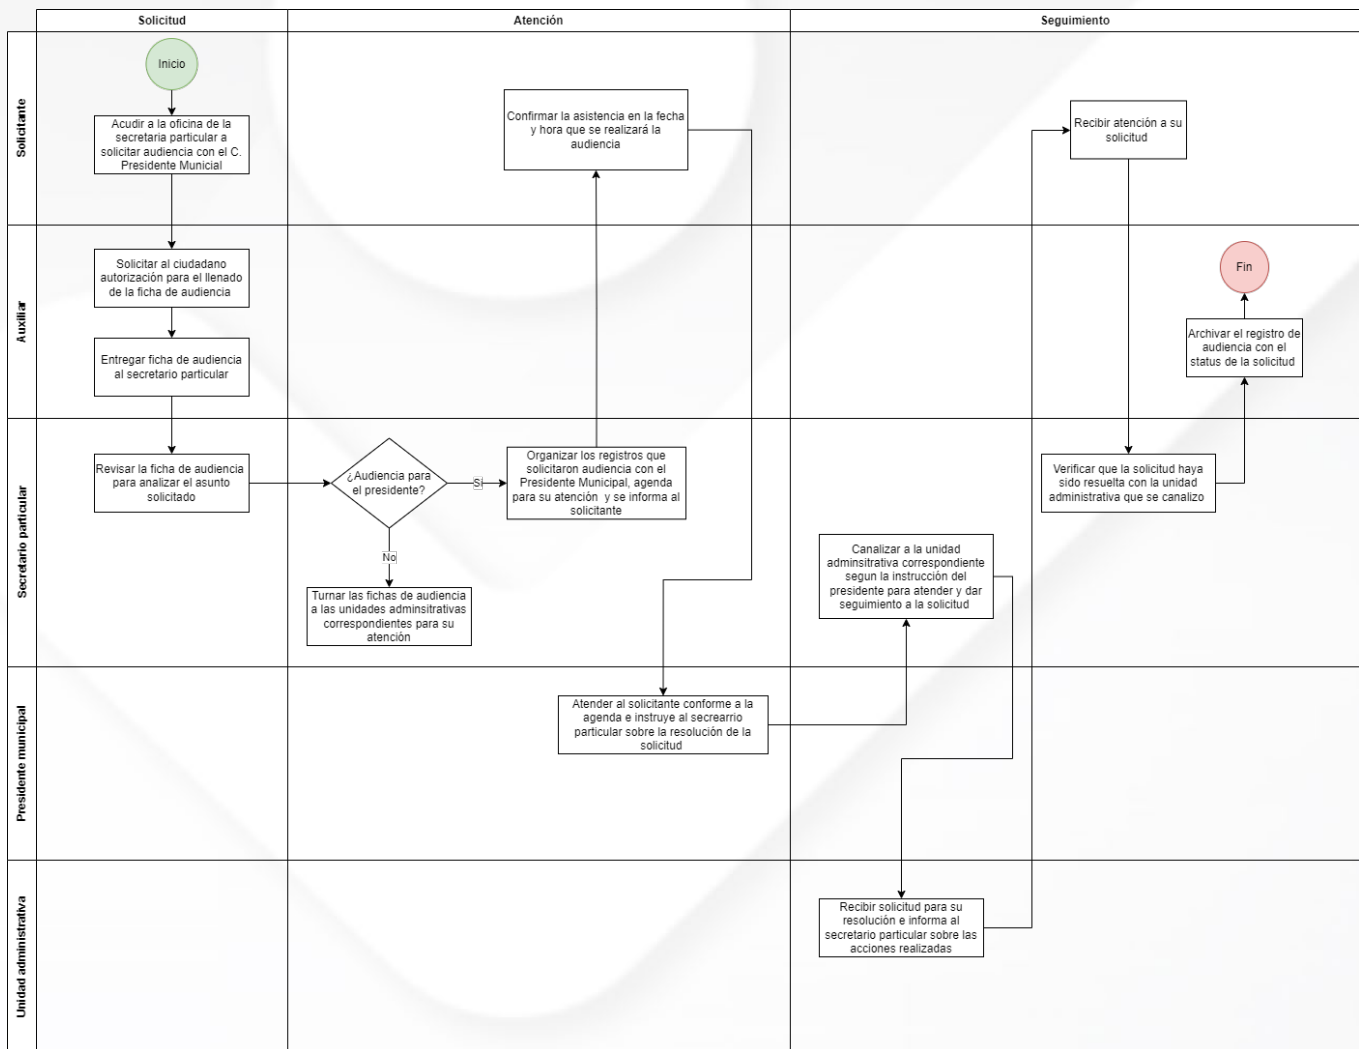 Solicitud
Atención
Seguimiento
Solicitante
Inicio
Acudir a la oficina de la
secretaria particular a
solicitar audiencia con el C.
Presidente Municial
Confirmar la asistencia en la fecha
y hora que se realizará la
audiencia
Recibir atención a su
solicitud
Auxiliar
Solicitar al ciudadano
autorización para el llenado
de la ficha de audiencia
Entregar ficha de audiencia
al secretario particular
Fin
Archivar el registro de
audiencia con el
status de la solicitud
Secretario particular
Revisar la ficha de audiencia
para analizar el asunto
solicitado
¿Audiencia para
el presidente?
Si
No
Organizar los registros que
solicitaron audiencia con el
Presidente Municipal, agenda
para su atención y se informa al
solicitante
Turnar las fichas de audiencia
a las unidades adminsitrativas
correspondientes para su
atención
Verificar que la solicitud haya
sido resuelta con la unidad
administrativa que se canalizo
Canalizar a la unidad
adminsitrativa correspondiente
segun la instrucción del
presidente para atender y dar
seguimiento a la solicitud
Presidente municipal
Atender al solicitante conforme a la
agenda e instruye al secrearrio
particular sobre la resolución de la
solicitud
Unidad administrativa
Recibir solicitud para su
resolución e informa al
secretario particular sobre las
acciones realizadas